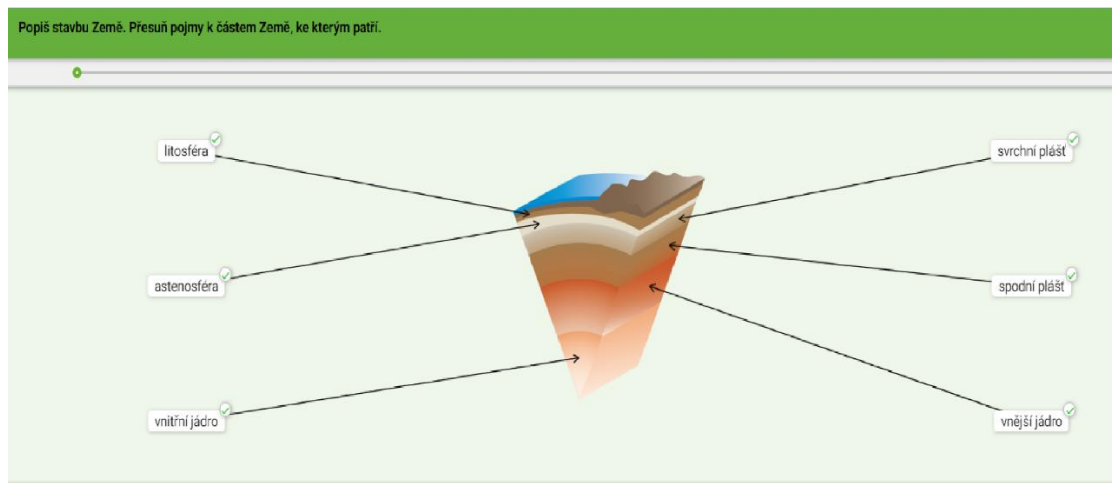 Popiš stavbu Země. Přesuň pojmy k částem Země, ke kterým patří.
litosféra
svrchní plášť
astenosféra
spodní plášť
vnitřní jádro
vnější jádro